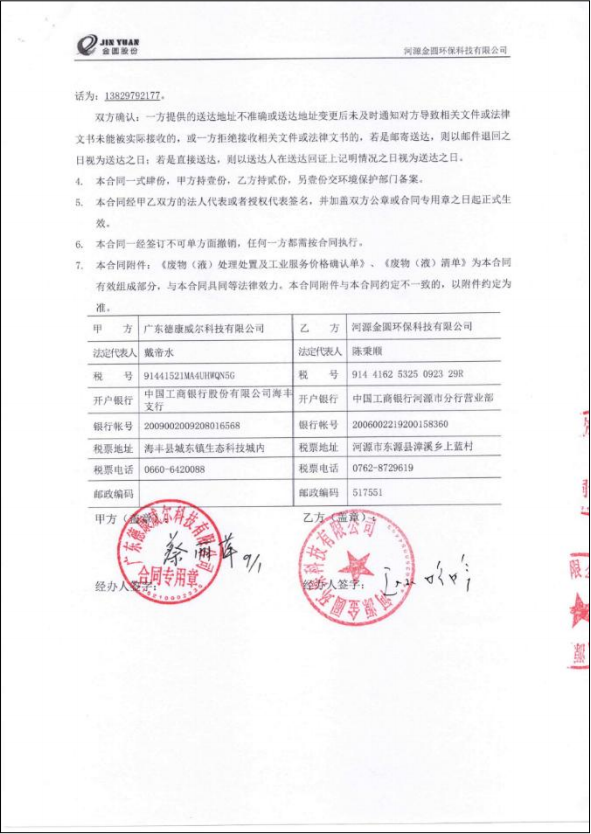 JIN YUAN
金圆股份
河源金圆环保科技有限公司
话为：13829792177。
双方确认：一方提供的送达地址不准确或送达地址变更后未及时通知对方导致相关文件或法律
文书未能被实际接收的，或一方拒绝接收相关文件或法律文书的，若是邮寄送达，则以邮件退回之
日视为送达之日；若是直接送达，则以送达人在送达回证上记明情况之日视为送达之日。
4. 本合同一式肆份，甲方持壹份，乙方持贰份，另壹份交环境保护部门备案。
5. 本合同经甲乙双方的法人代表或者授权代表签名，并加盖双方公章或合同专用章之日起正式生
效。
6. 本合同一经签订不可单方面撤销，任何一方都需按合同执行。
7. 本合同附件：《废物（液）处理处置及工业服务价格确认单》、《废物（液）清单》为本合同
有效组成部分，与本合同具同等法律效力。本合同附件与本合同约定不一致的，以附件约定为
准。
甲 方 广东德康威尔科技有限公司 乙 方 河源金圆环保科技有限公司
法定代表人 戴帝水 法定代表人 陈秉顺
税 号 91441521MA4UHWQN5G 税 号 914 4162 5325 0923 29R
开户银行 中国工商银行股份有限公司海丰
支行 开户银行 中国工商银行河源市分行营业部
银行帐号 2009002009208016568 银行帐号 2006002219200158360
税票地址 海丰县城东镇生态科技城内 税票地址 河源市东源县漳溪乡上蓝村
税票电话 0660-6420088 税票电话 0762-8729619
邮政编码 邮政编码 517551
甲方（盖章）： 乙方（盖章）：
广东德康威尔科技有限公司
合同专用章
蔡丽萍 9/1
河源金圆环保科技有限公司
经办人签字： 经办人签字：
限公